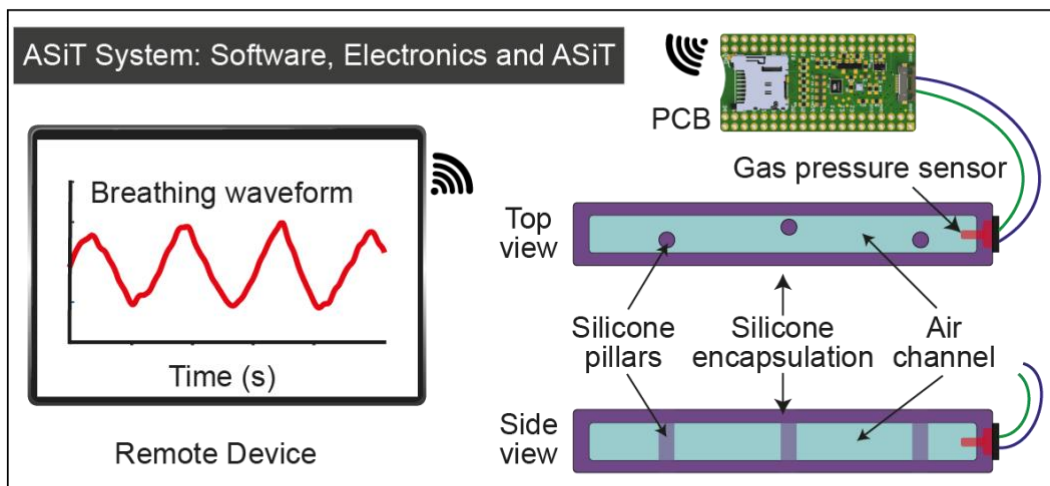 ASiT System: Software, Electronics and ASiT
PCB
Breathing waveform
Time (s)
Remote Device
Gas pressure sensor
Top
view
Silicone
pillars
Silicone
encapsulation
Air
channel
Side
view